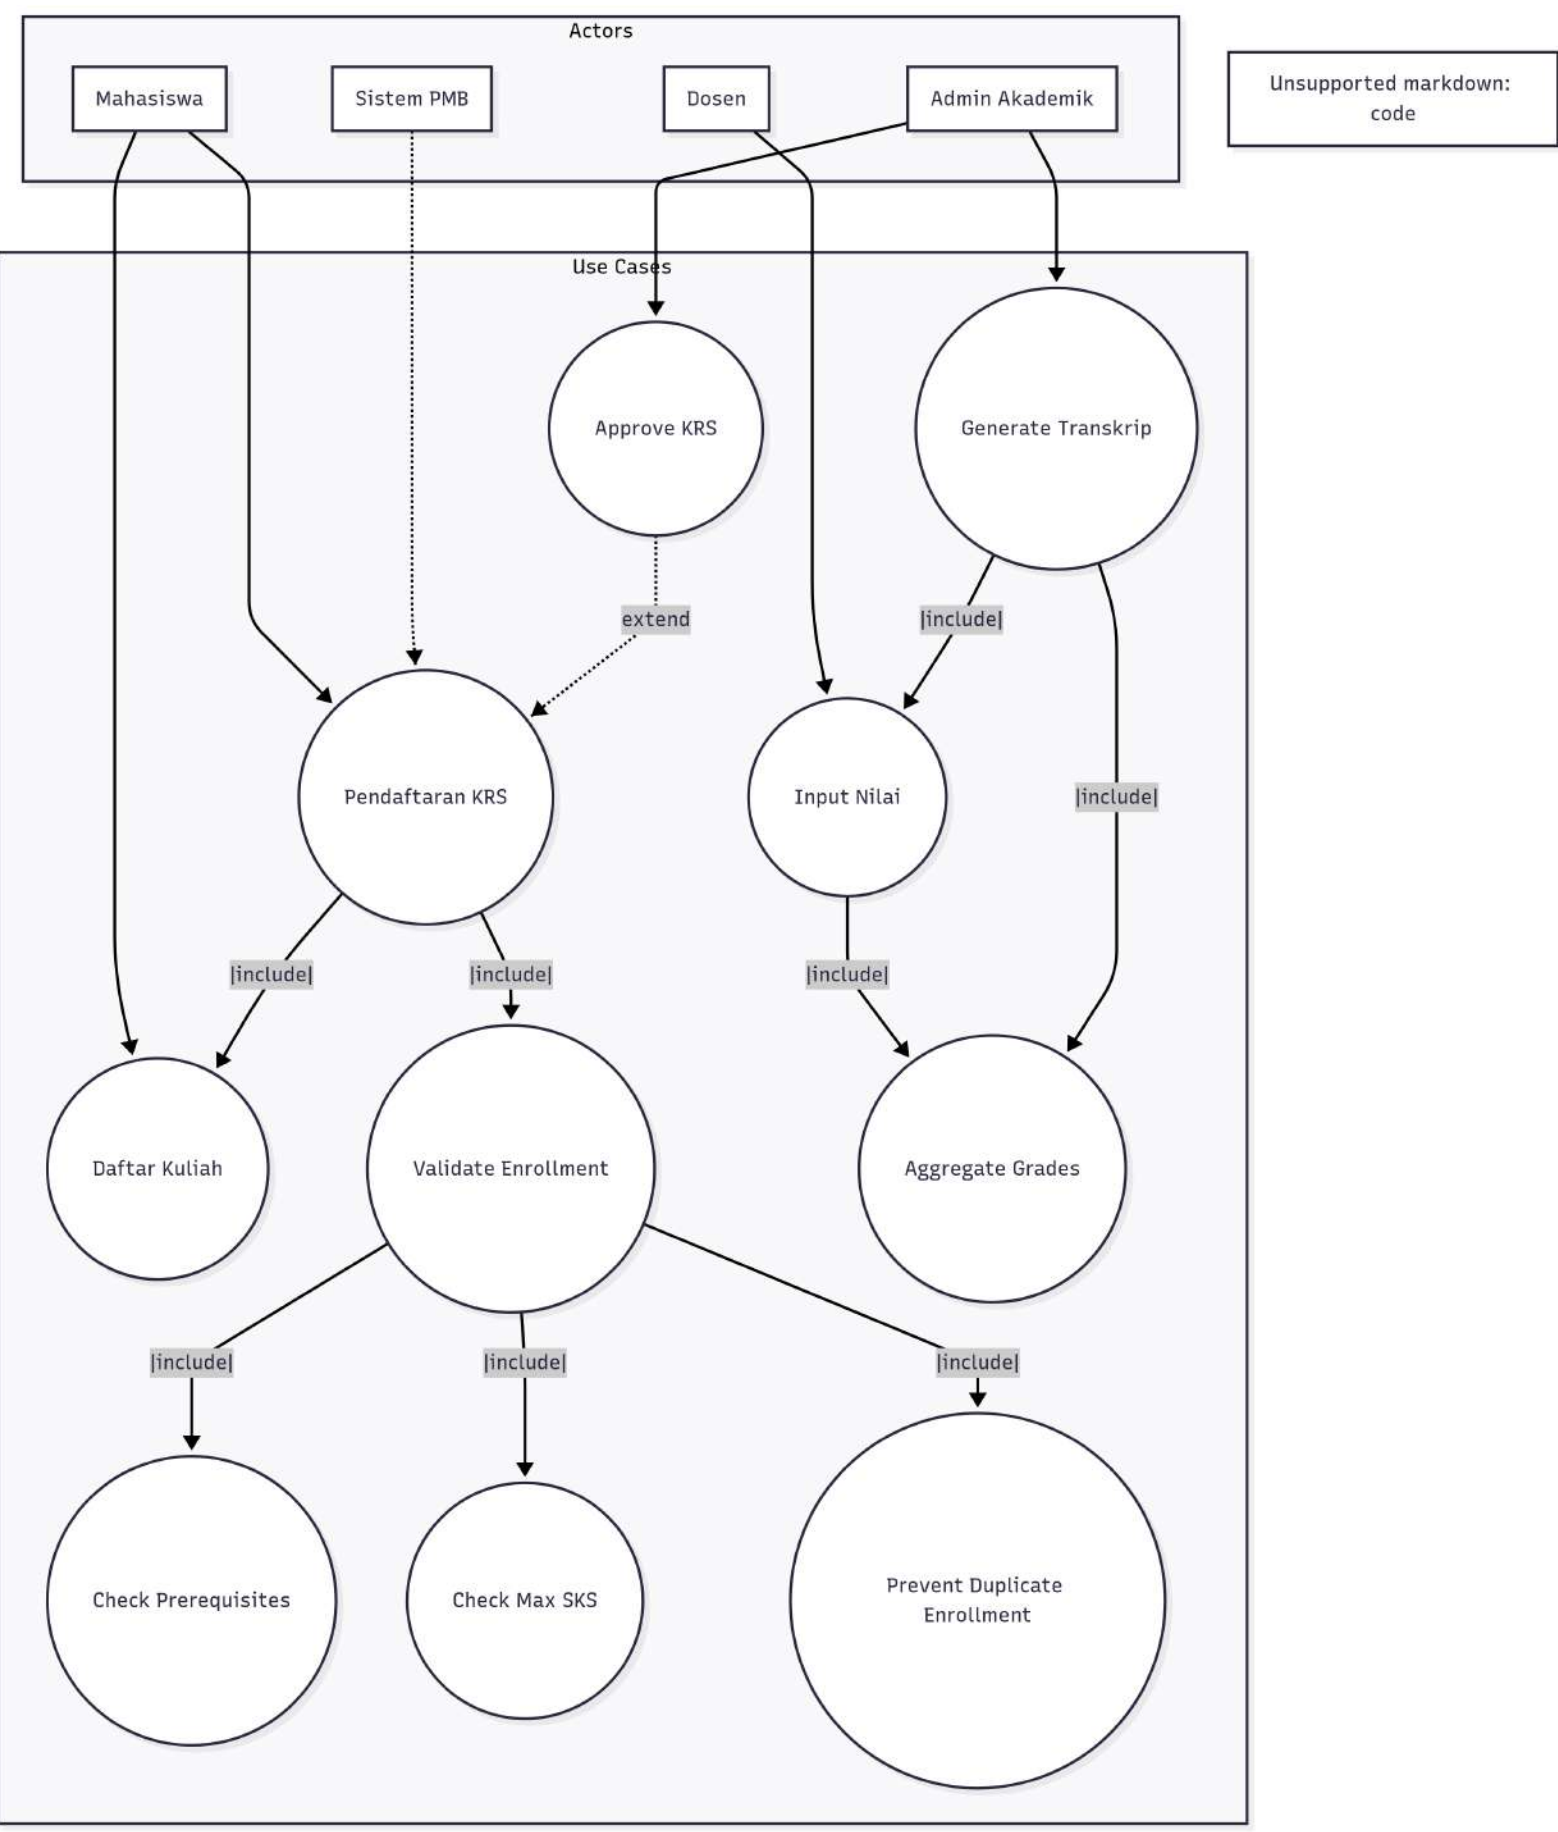 Actors
Mahasiswa
Sistem PMB
Dosen
Admin Akademik
Unsupported markdown:
code
Use Cases
Approve KRS
Generate Transkrip
extend
|include|
Pendaftaran KRS
Input Nilai
|include|
|include|
|include|
|include|
Daftar Kuliah
Validate Enrollment
Aggregate Grades
|include|
|include|
|include|
Check Prerequisites
Check Max SKS
Prevent Duplicate
Enrollment